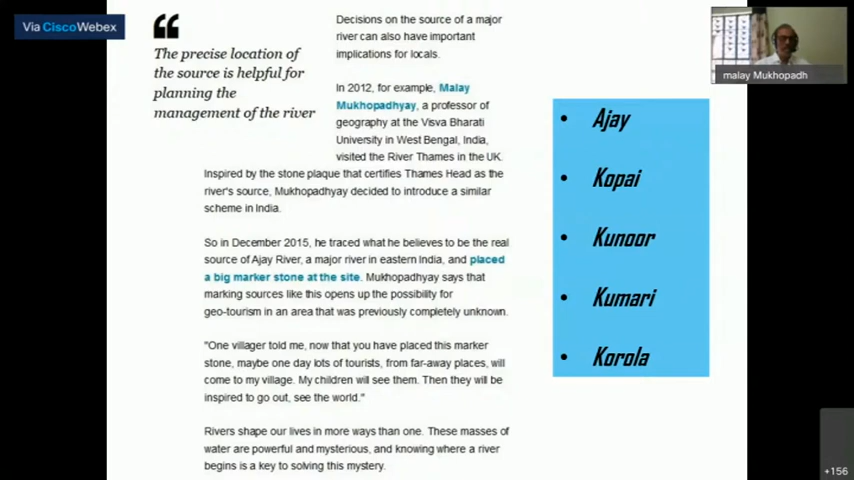 Via CiscoWebex
The precise location of
the source is helpful for
planning the
management of the river
Decisions on the source of a major
river can also have important
implications for locals.
In 2012, for example, Malay
Mukhopadhyay, a professor of
geography at the Visva Bharati
University in West Bengal, India,
visited the River Thames in the UK.
Inspired by the stone plaque that certifies Thames Head as the
river's source, Mukhopadhyay decided to introduce a similar
scheme in India.
So in December 2015, he traced what he believes to be the real
source of Ajay River, a major river in eastern India, and placed
a big marker stone at the site. Mukhopadhyay says that
marking sources like this opens up the possibility for
geo-tourism in an area that was previously completely unknown.
"One villager told me, now that you have placed this marker
stone, maybe one day lots of tourists, from far-away places, will
come to my village. My children will see them. Then they will be
inspired to go out, see the world."
Rivers shape our lives in more ways than one. These masses of
water are powerful and mysterious, and knowing where a river
begins is a key to solving this mystery.
• Ajay
• Kopai
• Kunoor
• Kumari
• Korola
malay Mukhopadh
+156